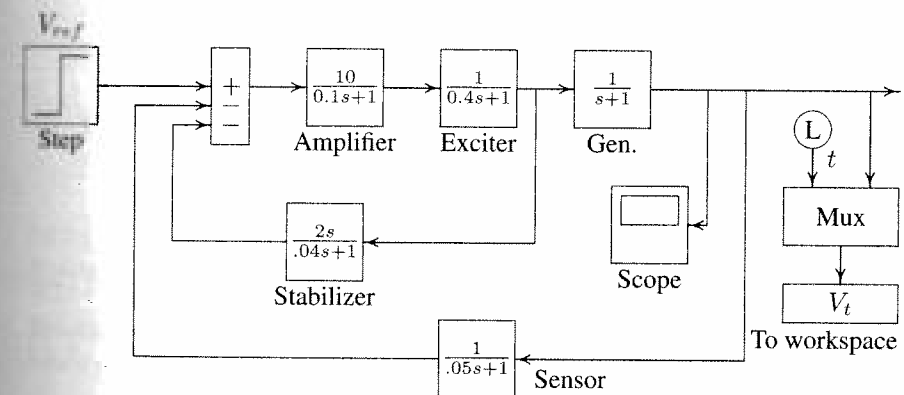 V_ref
Step
+
−
−
10
0.1s+1
Amplifier
1
0.4s+1
Exciter
1
s+1
Gen.
L
t
Mux
V_t
To workspace
Scope
2s
.04s+1
Stabilizer
1
.05s+1
Sensor